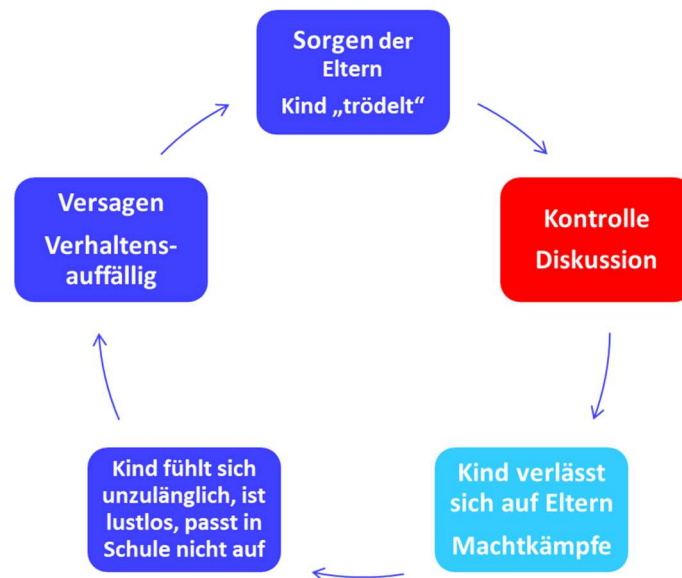 Sorgen der
Eltern
Kind „trödelt“
Kontrolle
Diskussion
Kind verlässt
sich auf Eltern
Machtkämpfe
Kind fühlt sich
unzulänglich, ist
lustlos, passt in
Schule nicht auf
Versagen
Verhaltens-
auffällig